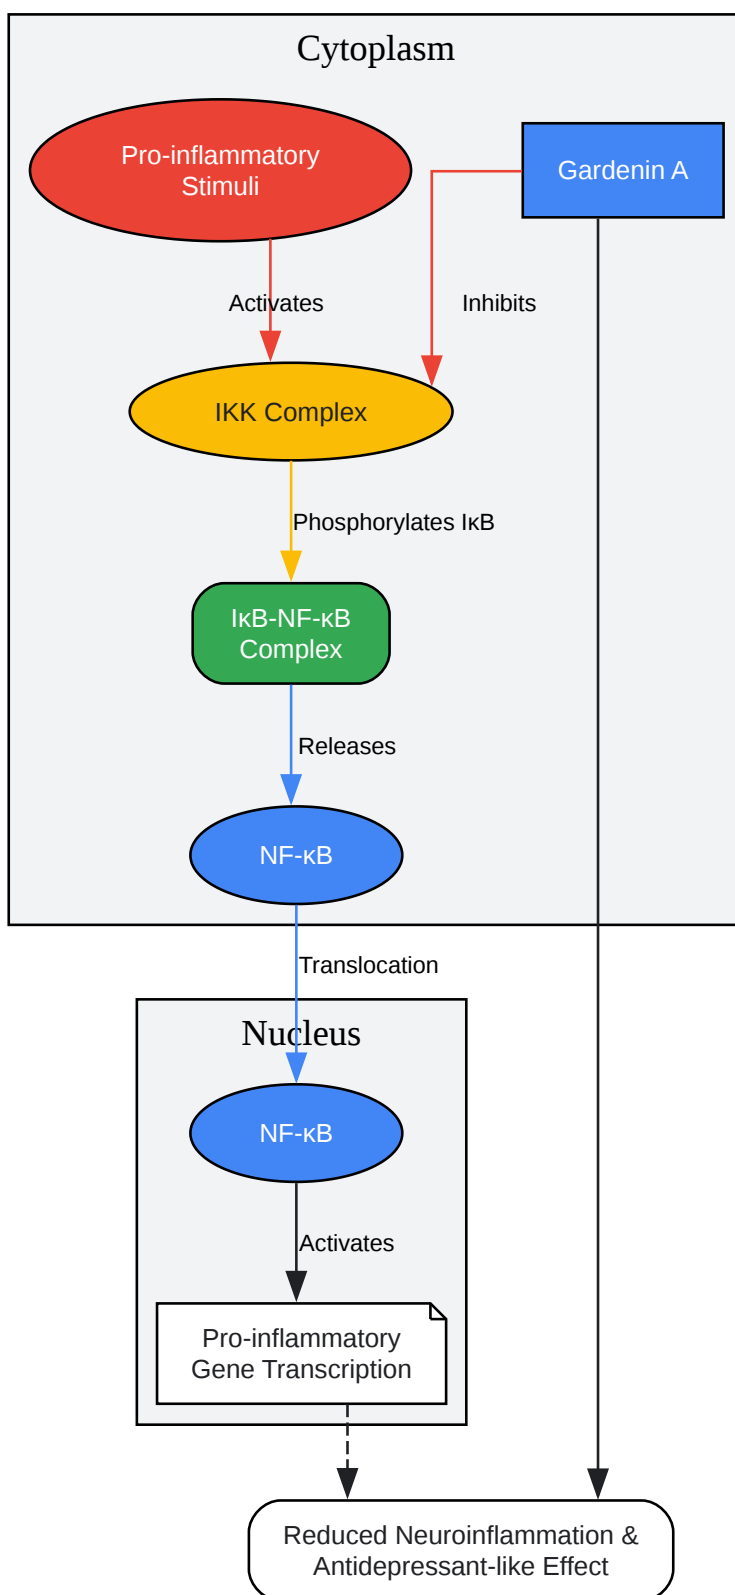 Cytoplasm
Pro-inflammatory
Stimuli
Gardenin A
Activates
Inhibits
IKK Complex
Phosphorylates IκB
IκB-NF-κB
Complex
Releases
NF-κB
Translocation
Nucleus
NF-κB
Activates
Pro-inflammatory
Gene Transcription
Reduced Neuroinflammation &
Antidepressant-like Effect